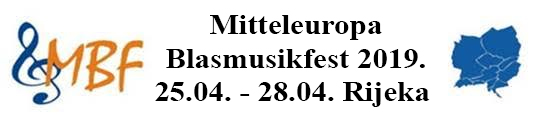 MBF
Mitteleuropa
Blasmusikfest 2019.
25.04. - 28.04. Rijeka